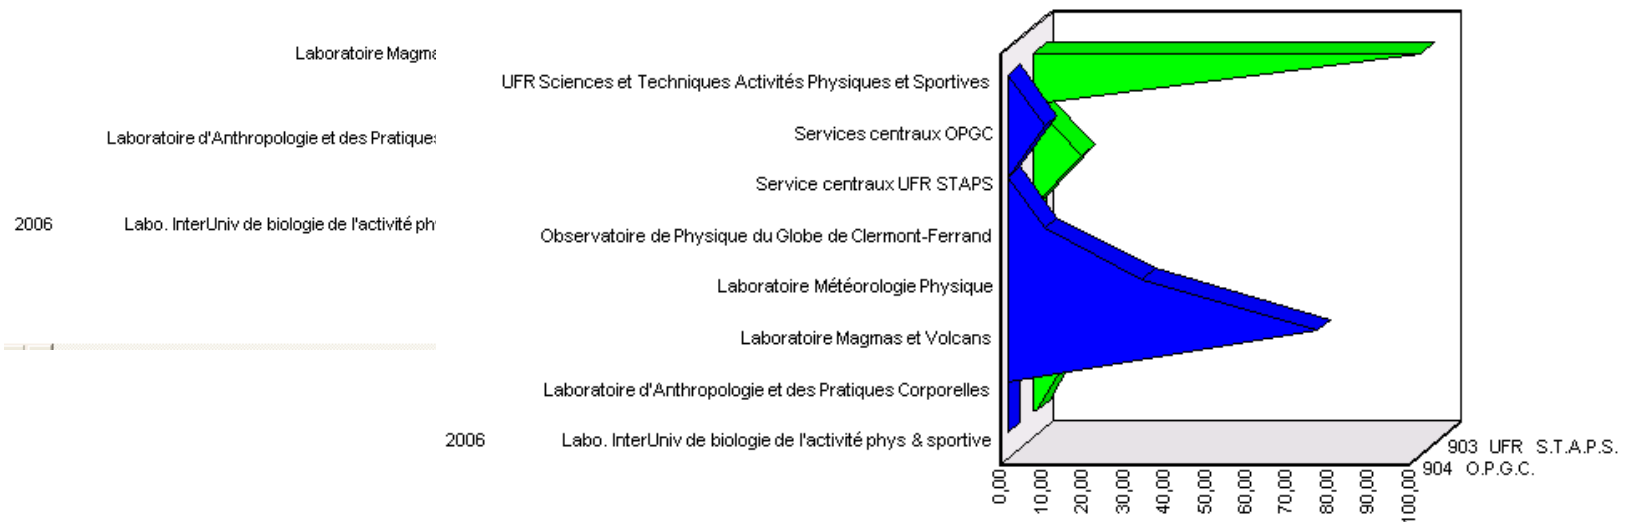 Laboratoire Magma
UFR Sciences et Techniques Activités Physiques et Sportives
Services centraux OPGC
Laboratoire d'Anthropologie et des Pratiques
Service centraux UFR STAPS
2006 Labo. InterUniv de biologie de l'activité ph
Observatoire de Physique du Globe de Clermont-Ferrand
Laboratoire Météorologie Physique
Laboratoire Magmas et Volcans
Laboratoire d'Anthropologie et des Pratiques Corporelles
2006 Labo. InterUniv de biologie de l'activité phys & sportive
903 UFR S.T.A.P.S.
904 O.P.G.C.
0,00
10,00
20,00
30,00
40,00
50,00
60,00
70,00
80,00
90,00
100,00